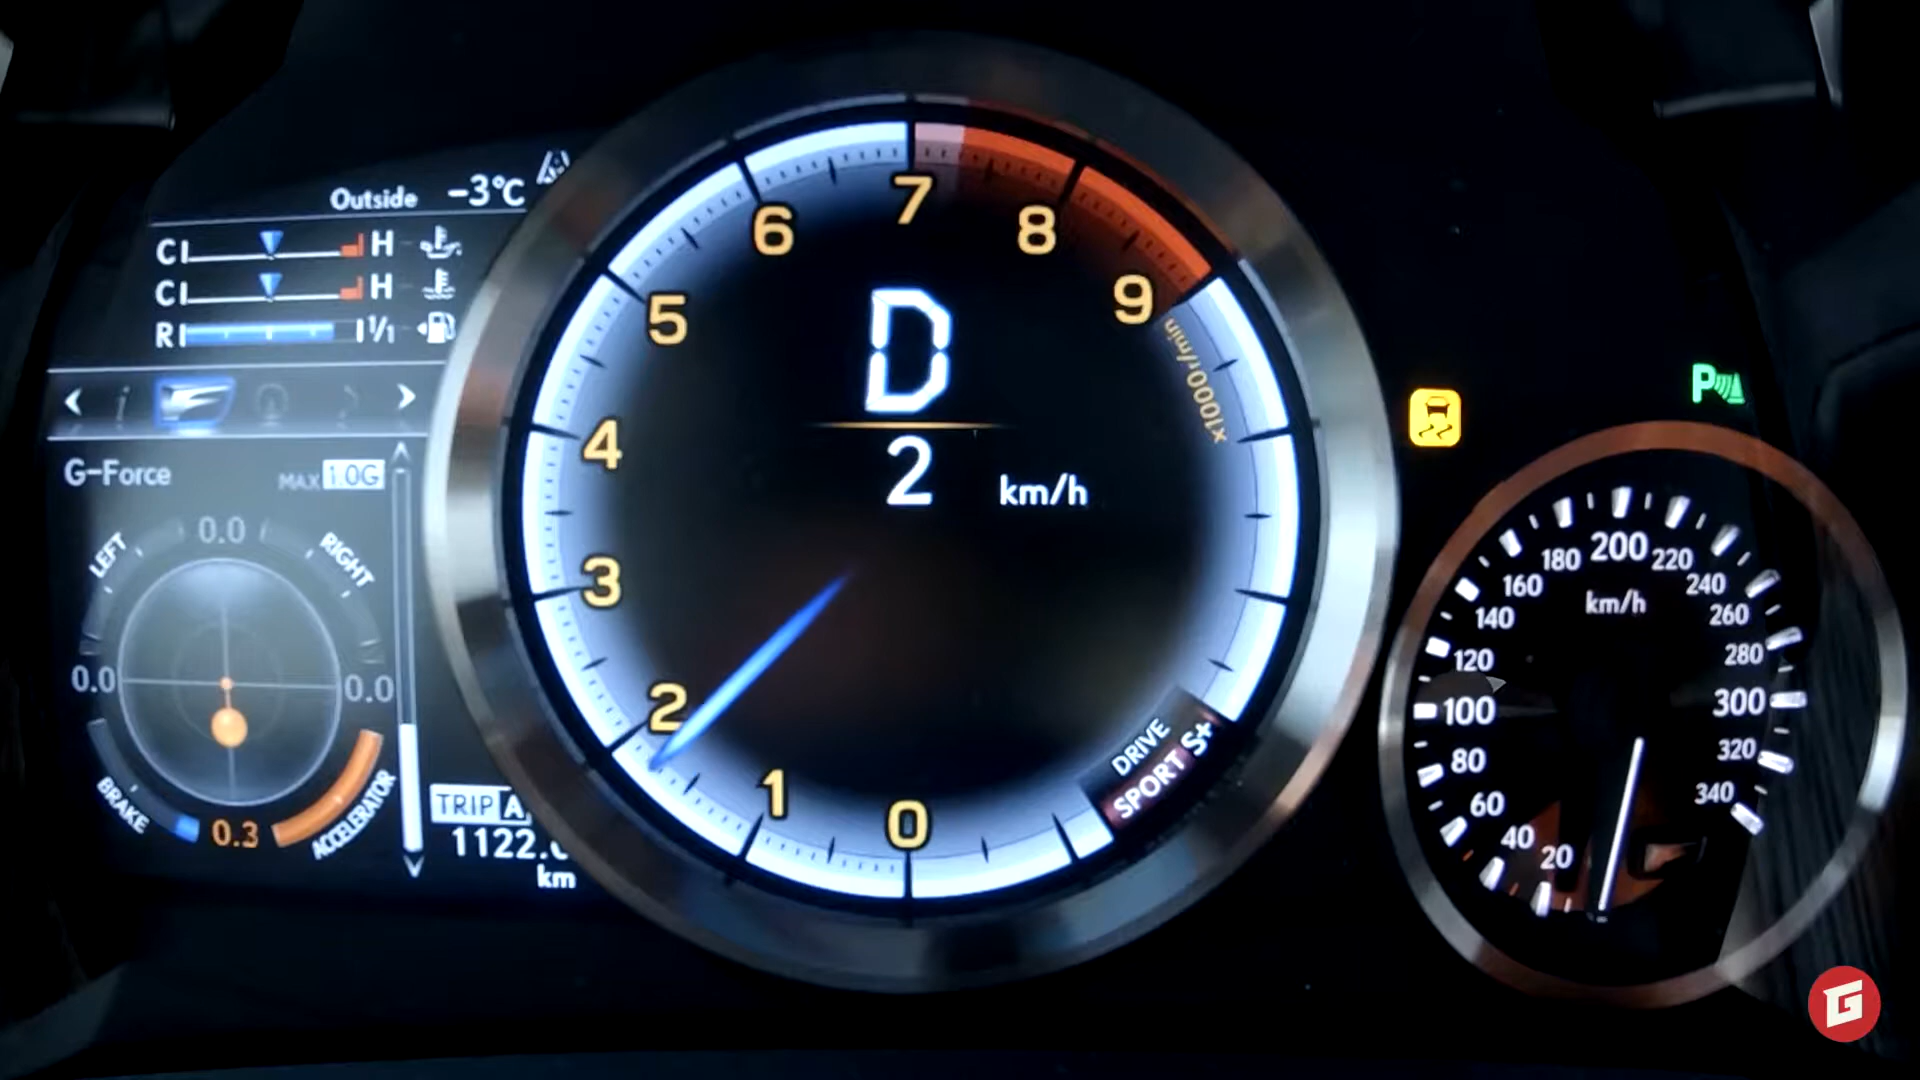 Outside -3°C
C H
C H
R 1/1
G-Force MAX 1.0G
0.0
LEFT RIGHT
0.0 0.0
BRAKE 0.3 ACCELERATOR
TRIP A
1122.
km
7
6 8
5 9
4
3
2
1
0
x1000r/min
D
2 km/h
DRIVE
SPORT S+
P
200
180 220
160 240
km/h
140 260
120 280
100 300
80 320
60 340
40
20
G